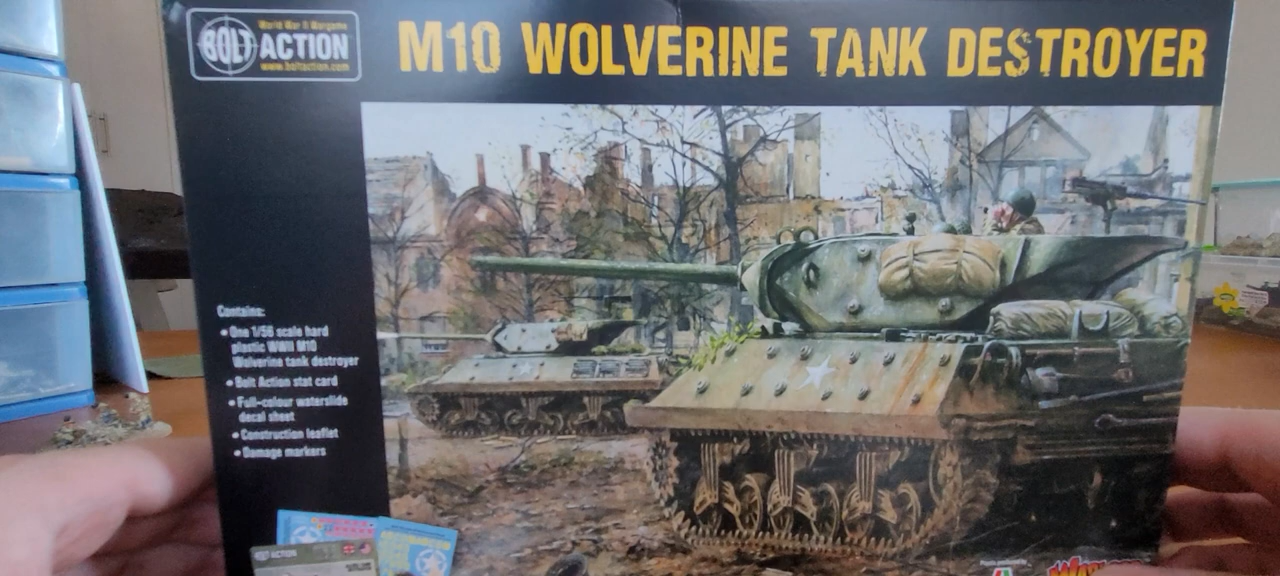 World War II Wargame
BOLT ACTION
www.boltaction.com
M10 WOLVERINE TANK DESTROYER
Contains:
• One 1/56 scale hard
plastic WWII M10
Wolverine tank destroyer
• Bolt Action stat card
• Full-colour waterslide
decal sheet
• Construction leaflet
• Damage markers
BOLT ACTION